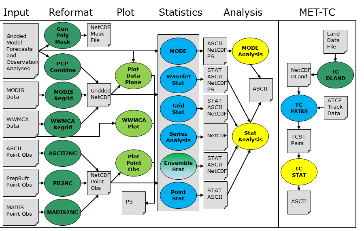 Input
Reformat
Plot
Statistics
Analysis
MET-TC
Gridded
Model
Forecasts
and
Observation
Analyses
MODIS
Data
WWMCA
Data
ASCII
Point Obs
PrepBufr
Point Obs
MADIS
Point Obs
Gen
Poly
Mask
PCP
Combine
MODIS
Regrid
WWMCA
Regrid
ASCII2NC
PB2NC
MADIS2NC
NetCDF
Mask
File
Gridded
NetCDF
NetCDF
Point
Obs
Plot
Data
Plane
WWMCA
Plot
Plot
Point
Obs
PS
MODE
Wavelet
Stat
Grid
Stat
Series
Analysis
Ensemble
Stat
Point
Stat
ASCII
NetCDF
PS
STAT
ASCII
NetCDF
PS
STAT
ASCII
NetCDF
NetCDF
STAT
ASCII
NetCDF
STAT
ASCII
MODE
Analysis
ASCII
Stat
Analysis
Land
Data
File
NetCDF
DLand
TC
DLAND
TC
PAIRS
ATCF
Track
Data
TCST
Pairs
TC
STAT
ASCII